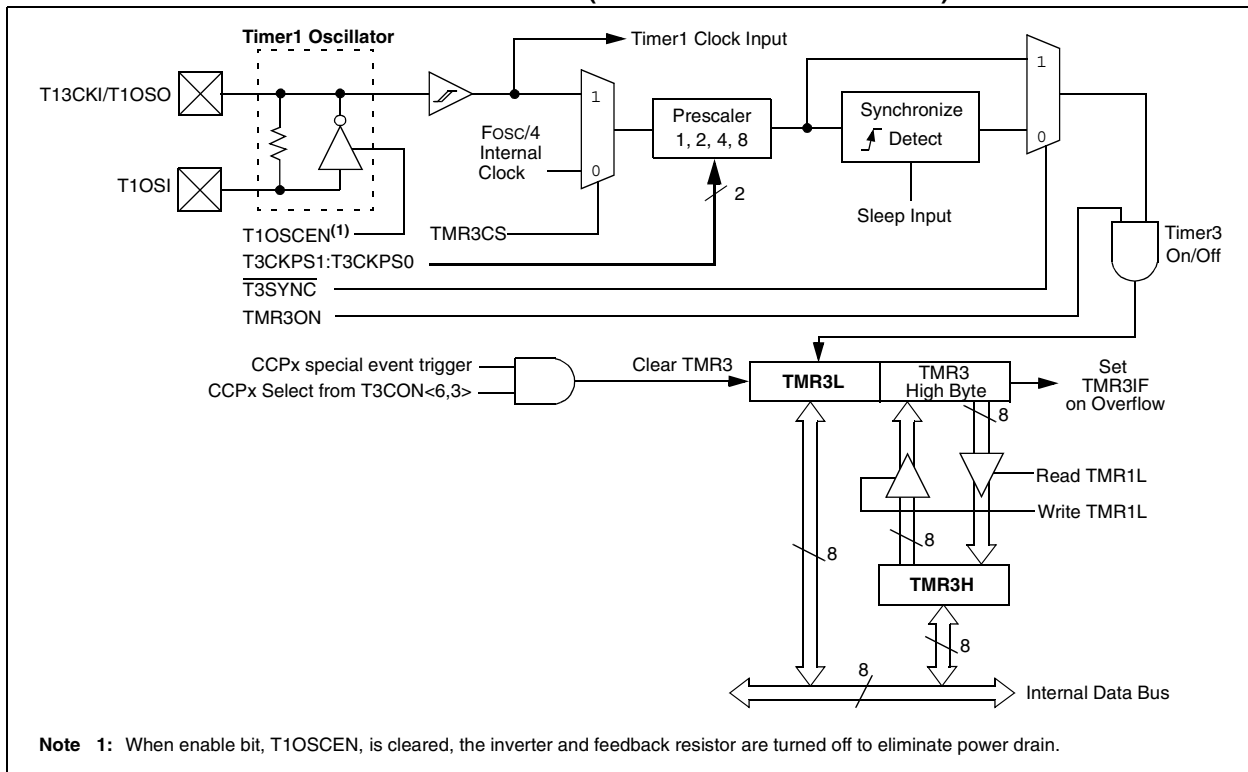 Timer1 Oscillator
Timer1 Clock Input
T13CKI/T1OSO
1
FOSC/4
Internal
Clock
0
Prescaler
1, 2, 4, 8
2
Synchronize
Detect
1
0
T1OSI
Sleep Input
T1OSCEN(1)
TMR3CS
T3CKPS1:T3CKPS0
T3SYNC
TMR3ON
Timer3
On/Off
CCPx special event trigger
CCPx Select from T3CON<6,3>
Clear TMR3
TMR3L
TMR3
High Byte
Set
TMR3IF
on Overflow
8
Read TMR1L
Write TMR1L
8
8
TMR3H
8
8
Internal Data Bus
Note 1: When enable bit, T1OSCEN, is cleared, the inverter and feedback resistor are turned off to eliminate power drain.